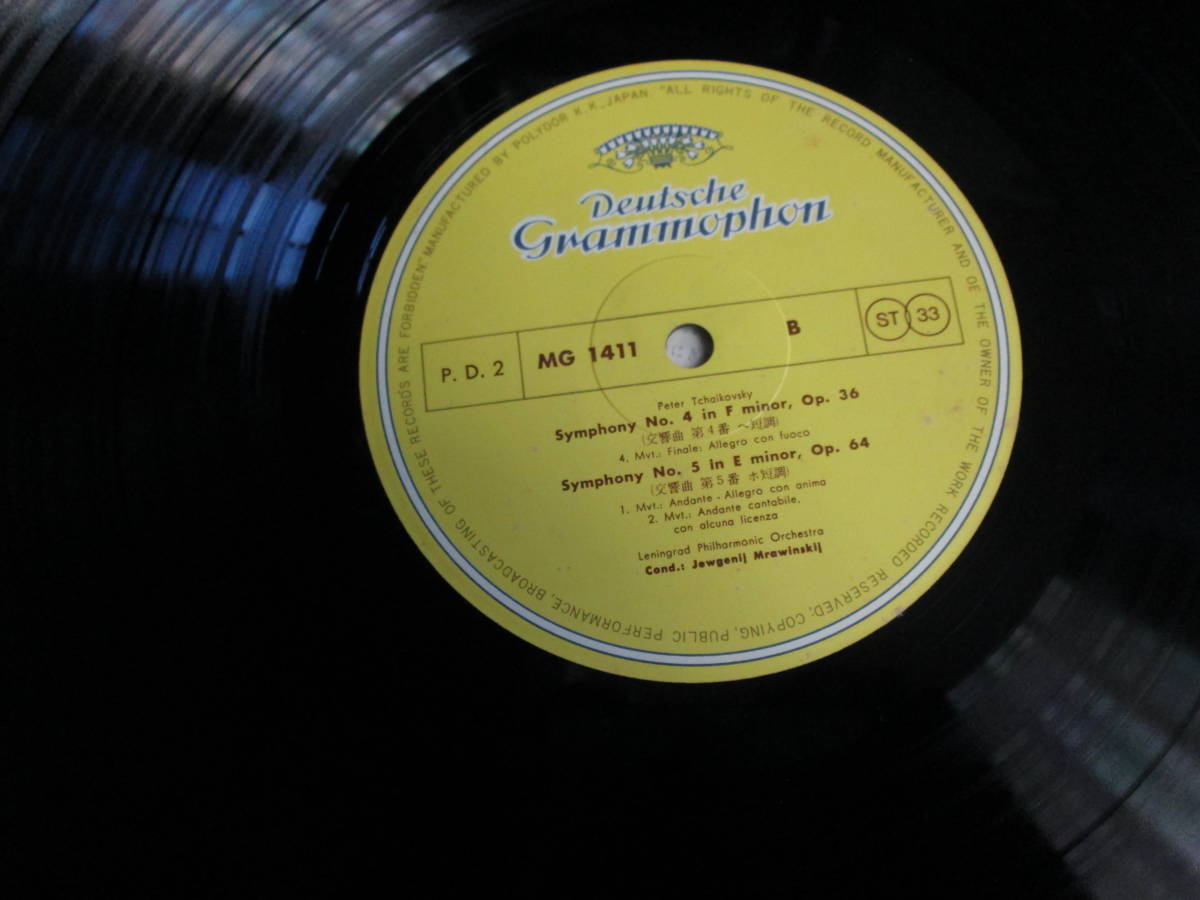 Deutsche
Grammophon
P. D. 2
MG 1411
B
ST
33
Peter Tchaikovsky
Symphony No. 4 in F minor, Op. 36
(交響曲 第4番 ヘ短調)
4. Mvt.: Finale: Allegro con fuoco
Symphony No. 5 in E minor, Op. 64
(交響曲 第5番 ホ短調)
1. Mvt.: Andante - Allegro con anima
2. Mvt.: Andante cantabile,
con alcuna licenza
Leningrad Philharmonic Orchestra
Cond.: Jewgenij Mrawinskij
MANUFACTURED BY POLYDOR K.K., JAPAN "ALL RIGHTS OF THE RECORD MANUFACTURER AND OE THE OWNER OF THE WORK RECORDED RESERVED; COPYING, PUBLIC PERFORMANCE, BROADCASTING OF THESE RECORDS ARE FORBIDDEN"